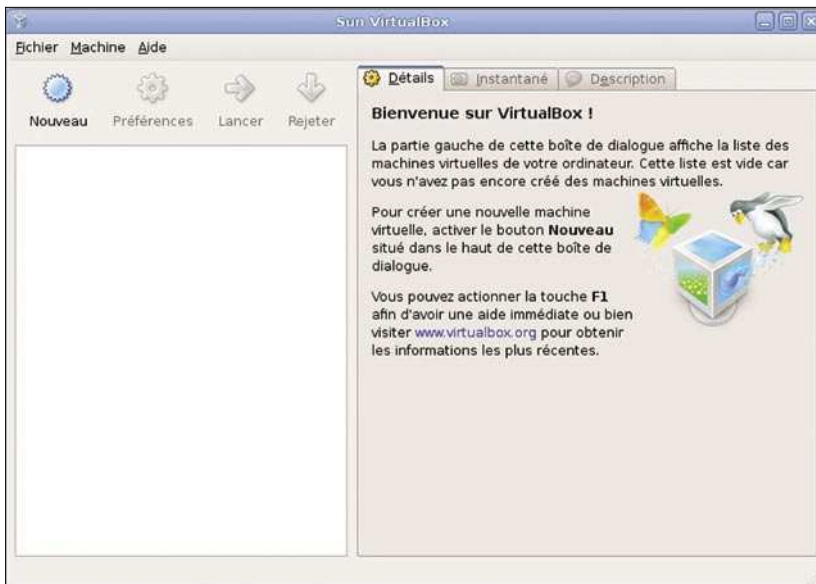 Sun VirtualBox
Fichier Machine Aide
Nouveau Préférences Lancer Rejeter
Détails Instantané Description
Bienvenue sur VirtualBox !
La partie gauche de cette boîte de dialogue affiche la liste des
machines virtuelles de votre ordinateur. Cette liste est vide car
vous n'avez pas encore créé des machines virtuelles.
Pour créer une nouvelle machine
virtuelle, activer le bouton Nouveau
situé dans le haut de cette boîte de
dialogue.
Vous pouvez actionner la touche F1
afin d'avoir une aide immédiate ou bien
visiter www.virtualbox.org pour obtenir
les informations les plus récentes.